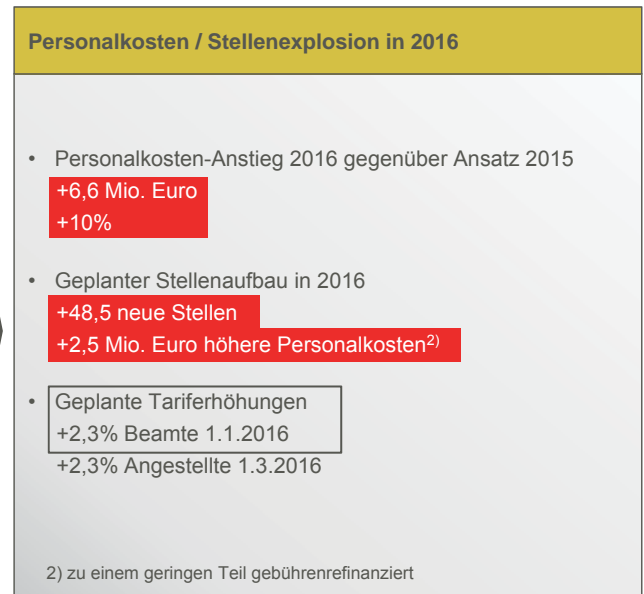 Personalkosten / Stellenexplosion in 2016
• Personalkosten-Anstieg 2016 gegenüber Ansatz 2015
+6,6 Mio. Euro
+10%
• Geplanter Stellenaufbau in 2016
+48,5 neue Stellen
+2,5 Mio. Euro höhere Personalkosten2)
• Geplante Tariferhöhungen
+2,3% Beamte 1.1.2016
+2,3% Angestellte 1.3.2016
2) zu einem geringen Teil gebührenrefinanziert